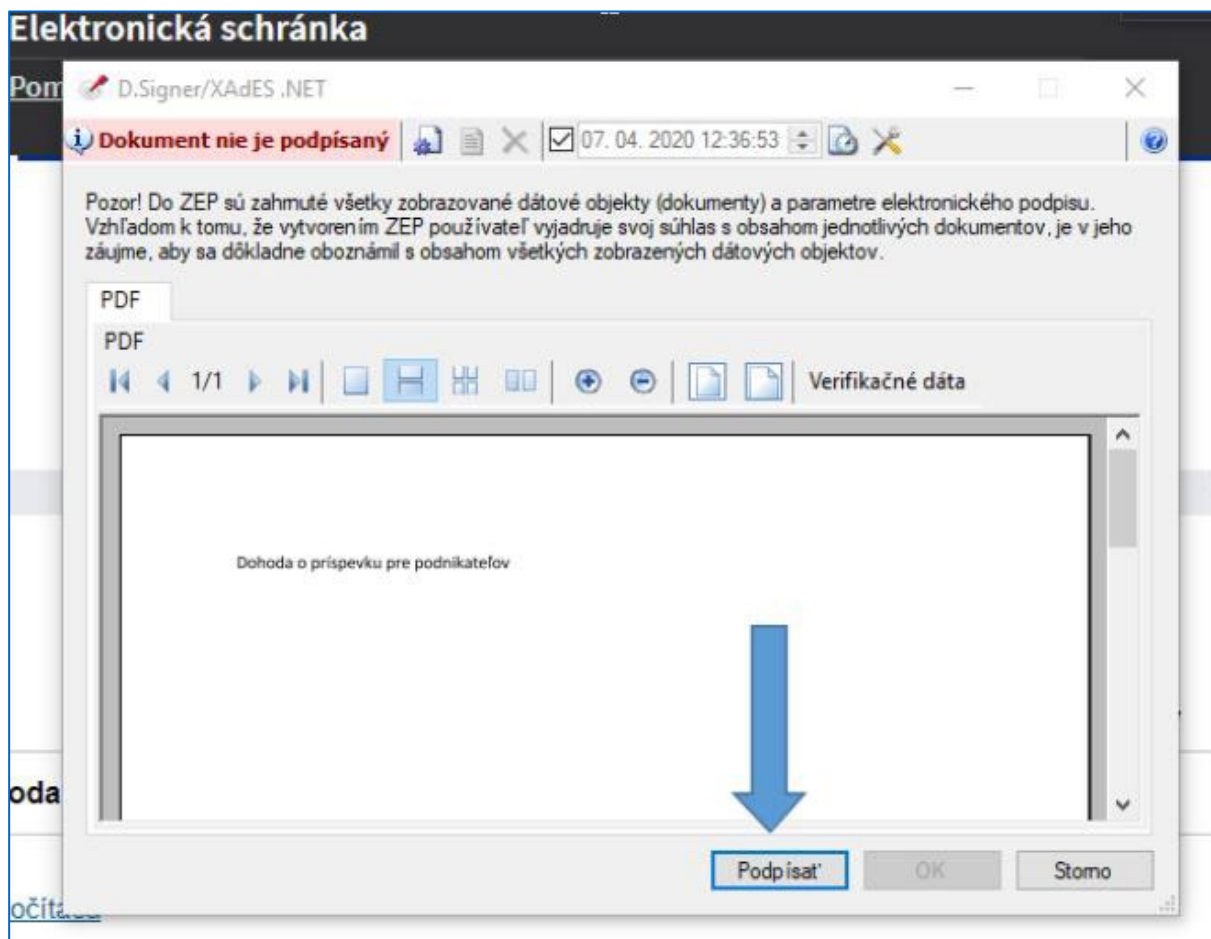 Elektronická schránka
Pom
D.Signer/XAdES .NET
Dokument nie je podpísaný 07. 04. 2020 12:36:53
Pozor! Do ZEP sú zahrnuté všetky zobrazované dátové objekty (dokumenty) a parametre elektronického podpisu.
Vzhľadom k tomu, že vytvorením ZEP používateľ vyjadruje svoj súhlas s obsahom jednotlivých dokumentov, je v jeho
záujme, aby sa dôkladne oboznámil s obsahom všetkých zobrazených dátových objektov.
PDF
PDF
1/1 Verifikačné dáta
Dohoda o príspevku pre podnikateľov
oda
Podpísať OK Storno